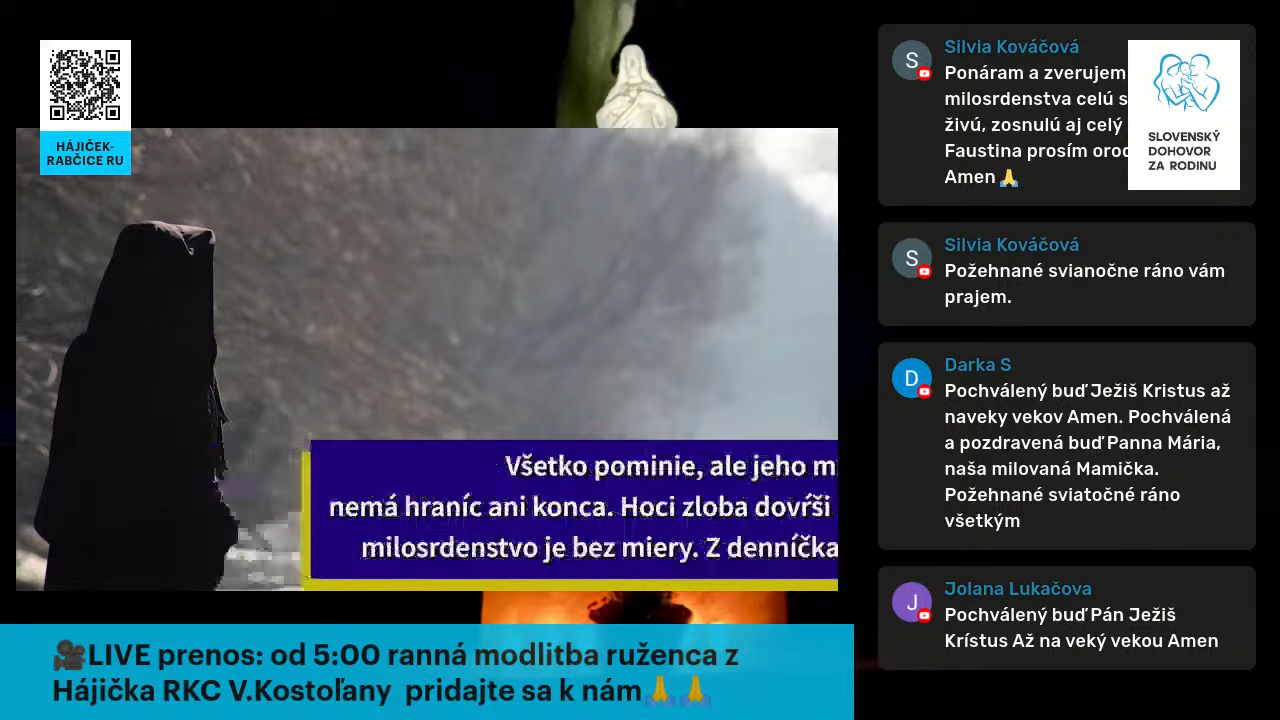 HÁJIČEK-
RABČICE RU
Všetko pominie, ale jeho
nemá hraníc ani konca. Hoci zloba dovŕši
milosrdenstvo je bez miery. Z denníčka
🎥LIVE prenos: od 5:00 ranná modlitba ruženca z
Hájička RKC V.Kostoľany pridajte sa k nám🙏🙏
S
Silvia Kováčová
Ponáram a zverujem
milosrdenstva celú
živú, zosnulú aj celý
Faustina prosím
Amen🙏
SLOVENSKÝ
DOHOVOR
ZA RODINU
S
Silvia Kováčová
Požehnané svianočne ráno vám
prajem.
D
Darka S
Pochválený buď Ježiš Kristus až
naveky vekov Amen. Pochválená
a pozdravená buď Panna Mária,
naša milovaná Mamička.
Požehnané sviatočné ráno
všetkým
J
Jolana Lukačova
Pochválený buď Pán Ježiš
Krístus Až na veký vekou Amen